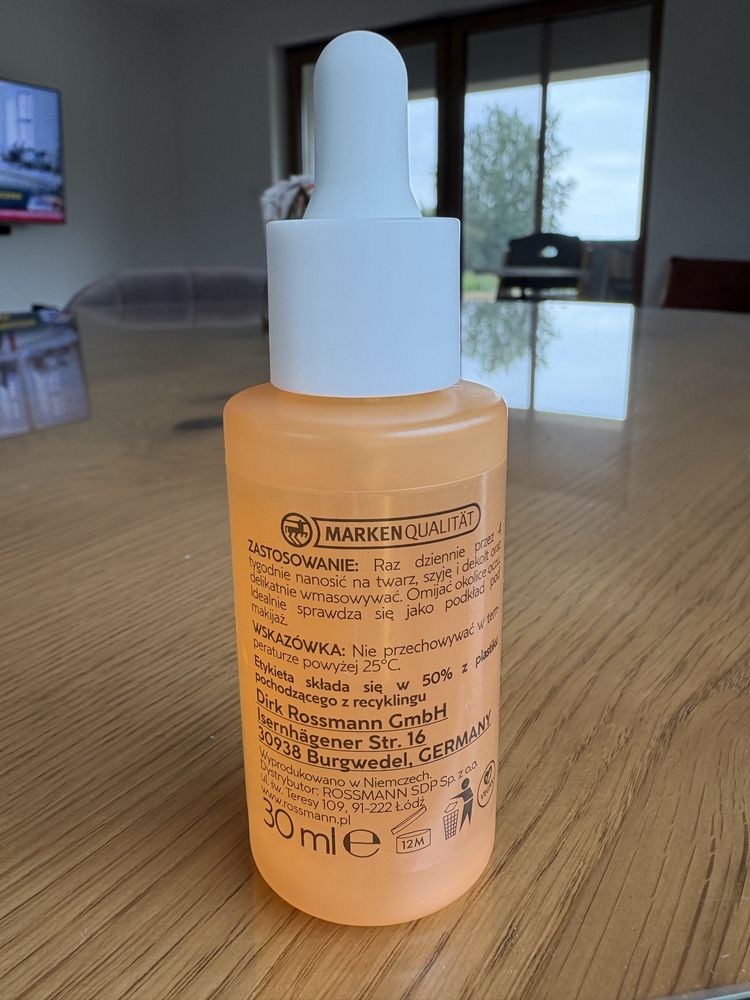 MARKENQUALITÄT
ZASTOSOWANIE: Raz dziennie przez 4
tygodnie nanosić na twarz, szyję i dekolt oraz
delikatnie wmasowywać. Omijać okolice oczu.
Idealnie sprawdza się jako podkład pod
makijaż.
WSKAZÓWKA: Nie przechowywać w tem-
peraturze powyżej 25°C.
Etykieta składa się w 50% z plastiku
pochodzącego z recyklingu
Dirk Rossmann GmbH
Isernhägener Str. 16
30938 Burgwedel, GERMANY
Wyprodukowano w Niemczech.
Dystrybutor: ROSSMANN SDP Sp. z o.o.
ul. św. Teresy 109, 91-222 Łódź
www.rossmann.pl
30 ml e
12M